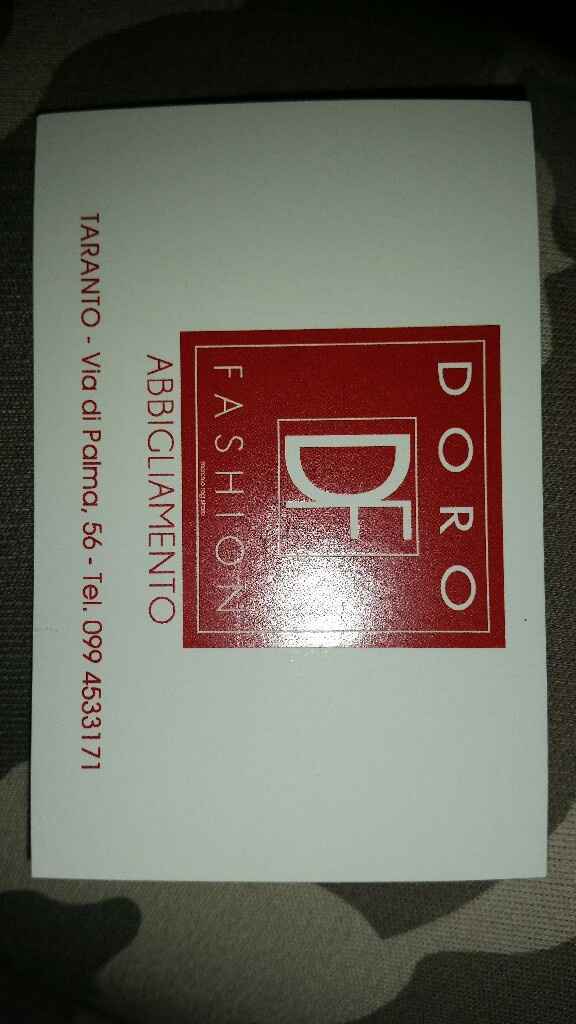 DORO
DF
FASHION
ABBIGLIAMENTO
TARANTO - Via di Palma, 56 - Tel. 099 4533171